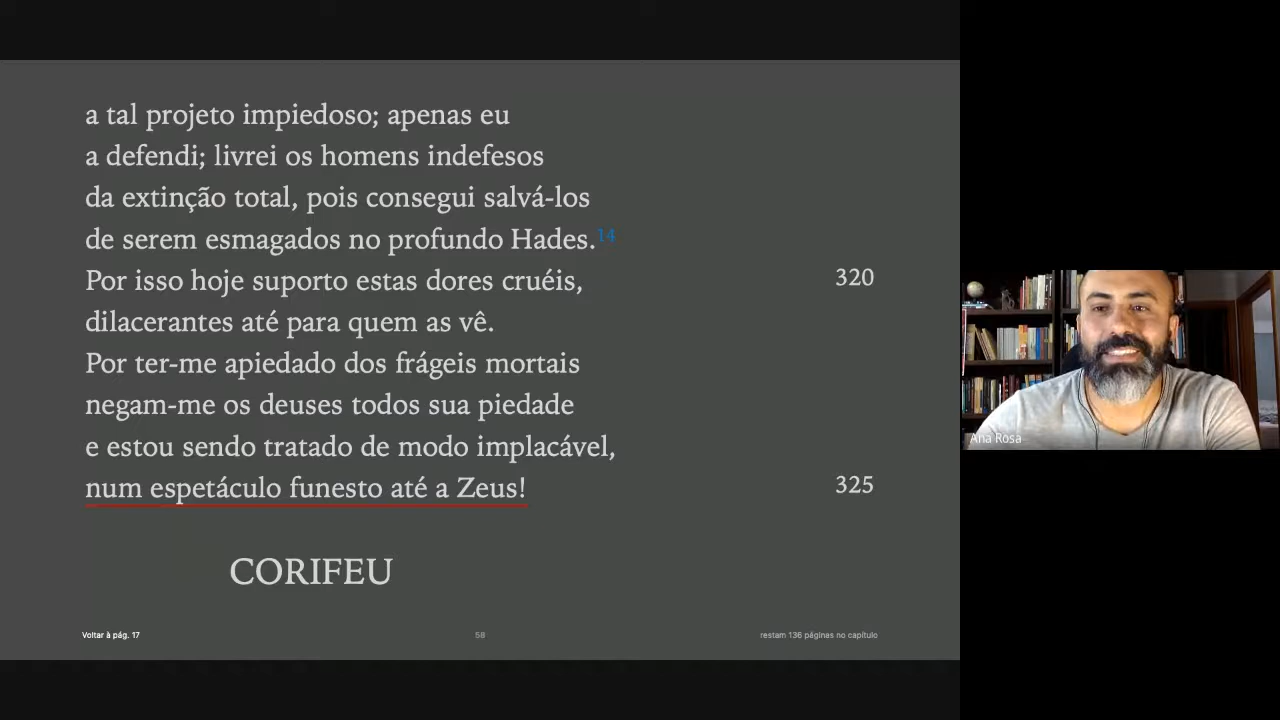 a tal projeto impiedoso; apenas eu
a defendi; livrei os homens indefesos
da extinção total, pois consegui salvá-los
de serem esmagados no profundo Hades.14
Por isso hoje suporto estas dores cruéis, 320
dilacerantes até para quem as vê.
Por ter-me apiedado dos frágeis mortais
negam-me os deuses todos sua piedade
e estou sendo tratado de modo implacável,
num espetáculo funesto até a Zeus! 325
CORIFEU
Voltar à pág. 17 58 restam 136 páginas no capítulo
Ana Rosa